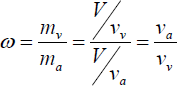 ω = m_v / m_a = (V / v_v) / (V / v_a) = v_a / v_v